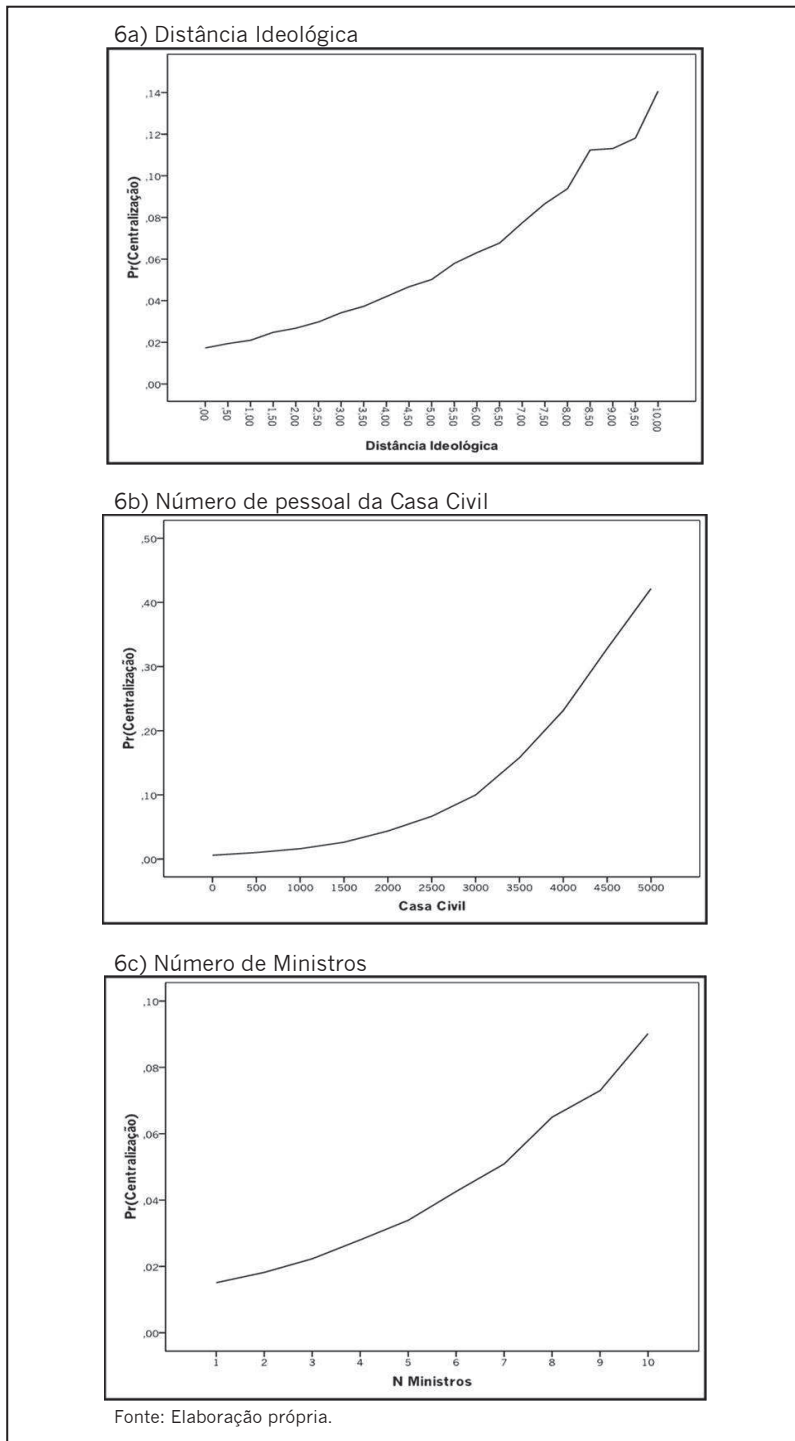 6a) Distância Ideológica
Pr(Centralização)
,14
,12
,10
,08
,06
,04
,02
,00
,00 ,50 1,00 1,50 2,00 2,50 3,00 3,50 4,00 4,50 5,00 5,50 6,00 6,50 7,00 7,50 8,00 8,50 9,00 9,50 10,00
Distância Ideológica
6b) Número de pessoal da Casa Civil
Pr(Centralização)
,50
,40
,30
,20
,10
,00
0 500 1000 1500 2000 2500 3000 3500 4000 4500 5000
Casa Civil
6c) Número de Ministros
Pr(Centralização)
,10
,08
,06
,04
,02
,00
1 2 3 4 5 6 7 8 9 10
N Ministros
Fonte: Elaboração própria.